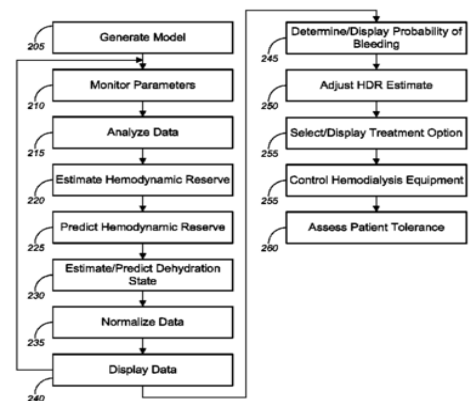 Generate Model
205
Monitor Parameters
210
Analyze Data
215
Estimate Hemodynamic Reserve
220
Predict Hemodynamic Reserve
225
Estimate/Predict Dehydration
State
230
Normalize Data
235
Display Data
240
Determine/Display Probability of
Bleeding
245
Adjust HDR Estimate
250
Select/Display Treatment Option
255
Control Hemodialysis Equipment
255
Assess Patient Tolerance
260